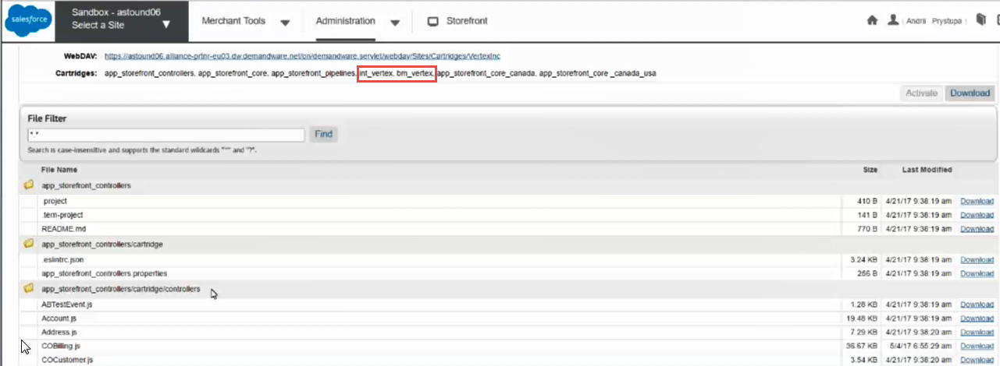 salesforce
Sandbox - astound06
Select a Site
Merchant Tools
Administration
Storefront
( Andrii Prystupa )
WebDAV: https://astound06.alliance-prtnr-eu03.dw.demandware.net/on/demandware.servlet/webdav/Sites/Cartridges/VertexInc
Cartridges: app_storefront_controllers, app_storefront_core, app_storefront_pipelines, int_vertex, bm_vertex, app_storefront_core_canada, app_storefront_core _canada_usa
Activate Download
File Filter
*.* Find
Search is case-insensitive and supports the standard wildcards "*" and "?".
File Name Size Last Modified
app_storefront_controllers
.project 410 B 4/21/17 9:38:19 am Download
.tern-project 141 B 4/21/17 9:38:19 am Download
README.md 770 B 4/21/17 9:38:19 am Download
app_storefront_controllers/cartridge
.eslintrc.json 3.24 KB 4/21/17 9:38:19 am Download
app_storefront_controllers.properties 256 B 4/21/17 9:38:19 am Download
app_storefront_controllers/cartridge/controllers
ABTestEvent.js 1.28 KB 4/21/17 9:38:19 am Download
Account.js 19.48 KB 4/21/17 9:38:19 am Download
Address.js 7.29 KB 4/21/17 9:38:20 am Download
COBilling.js 36.67 KB 5/4/17 6:55:29 am Download
COCustomer.js 3.54 KB 4/21/17 9:38:20 am Download